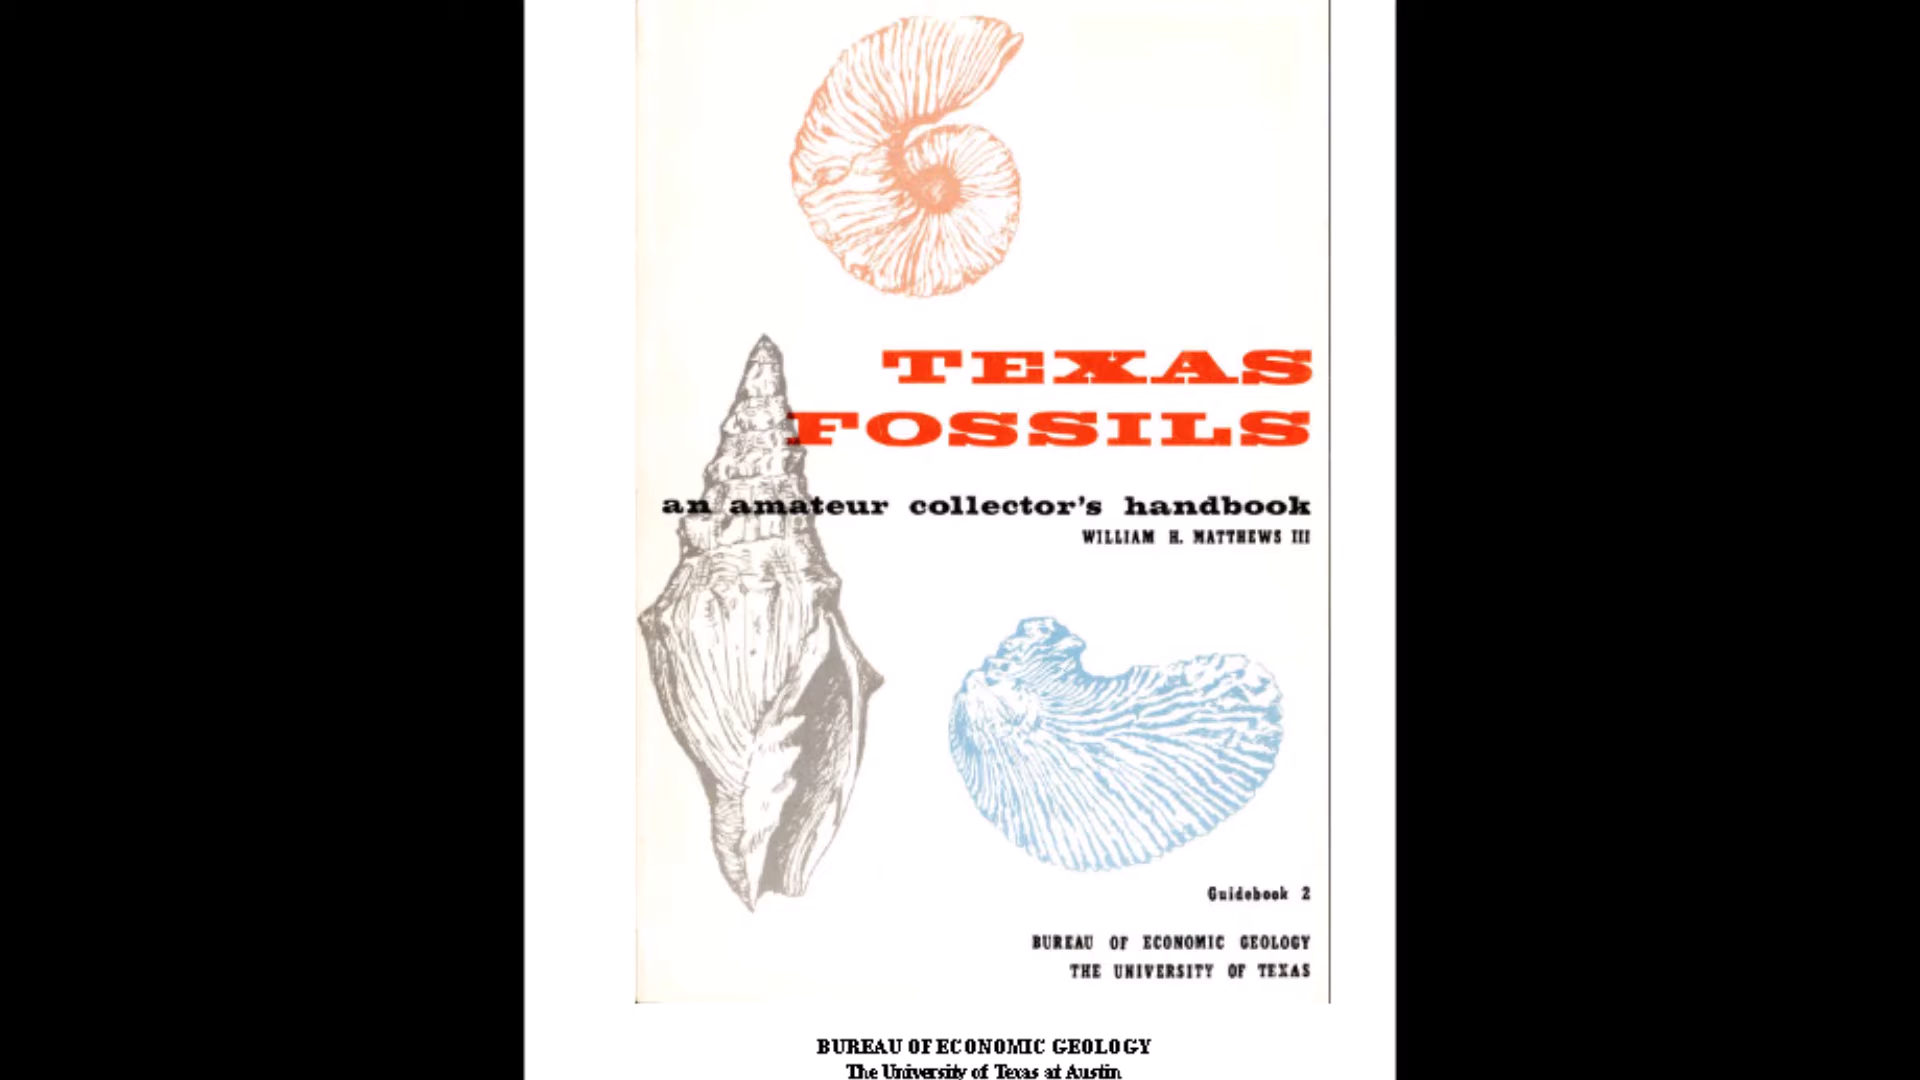 TEXAS
FOSSILS
an amateur collector's handbook
WILLIAM H. MATTHEWS III
Guidebook 2
BUREAU OF ECONOMIC GEOLOGY
THE UNIVERSITY OF TEXAS
BUREAU OF ECONOMIC GEOLOGY
The University of Texas at Austin